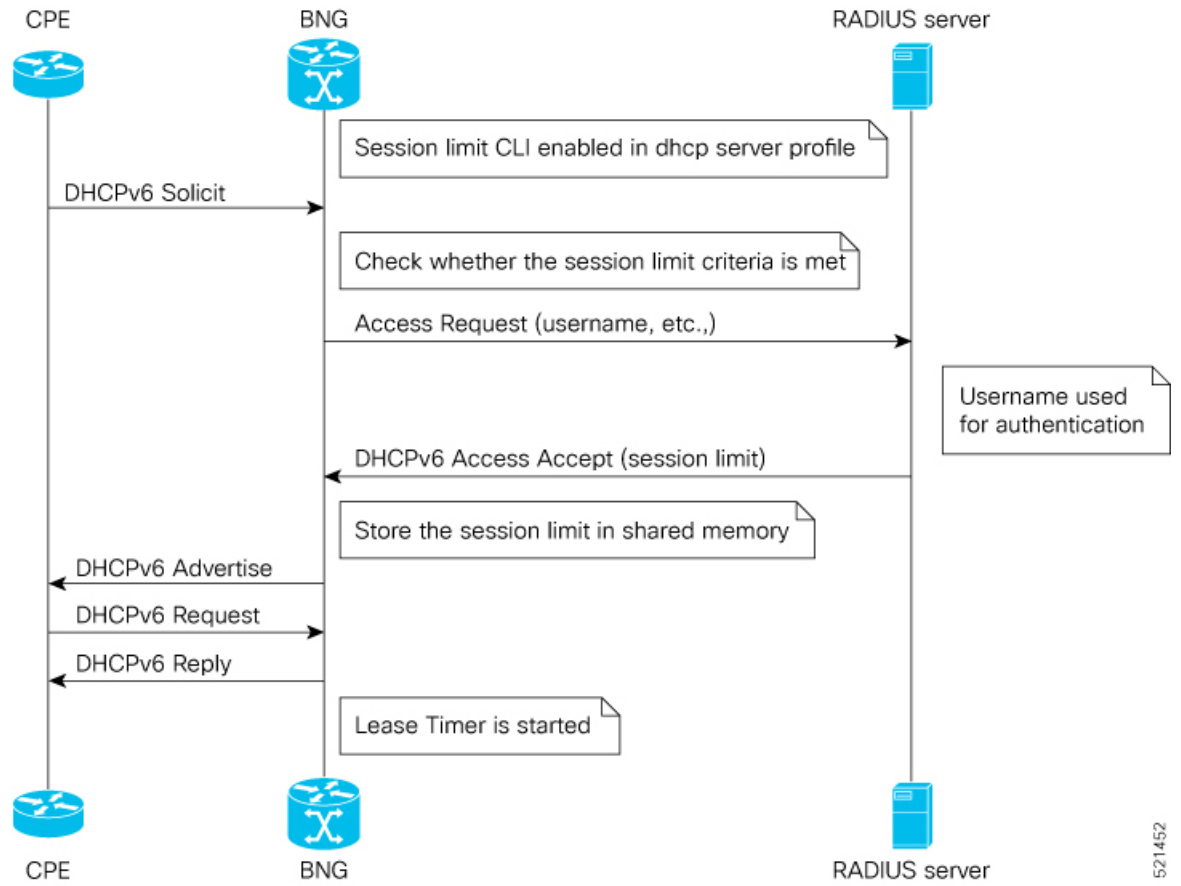 CPE
BNG
RADIUS server
Session limit CLI enabled in dhcp server profile
DHCPv6 Solicit
Check whether the session limit criteria is met
Access Request (username, etc.,)
Username used
for authentication
DHCPv6 Access Accept (session limit)
Store the session limit in shared memory
DHCPv6 Advertise
DHCPv6 Request
DHCPv6 Reply
Lease Timer is started
CPE
BNG
RADIUS server
521452